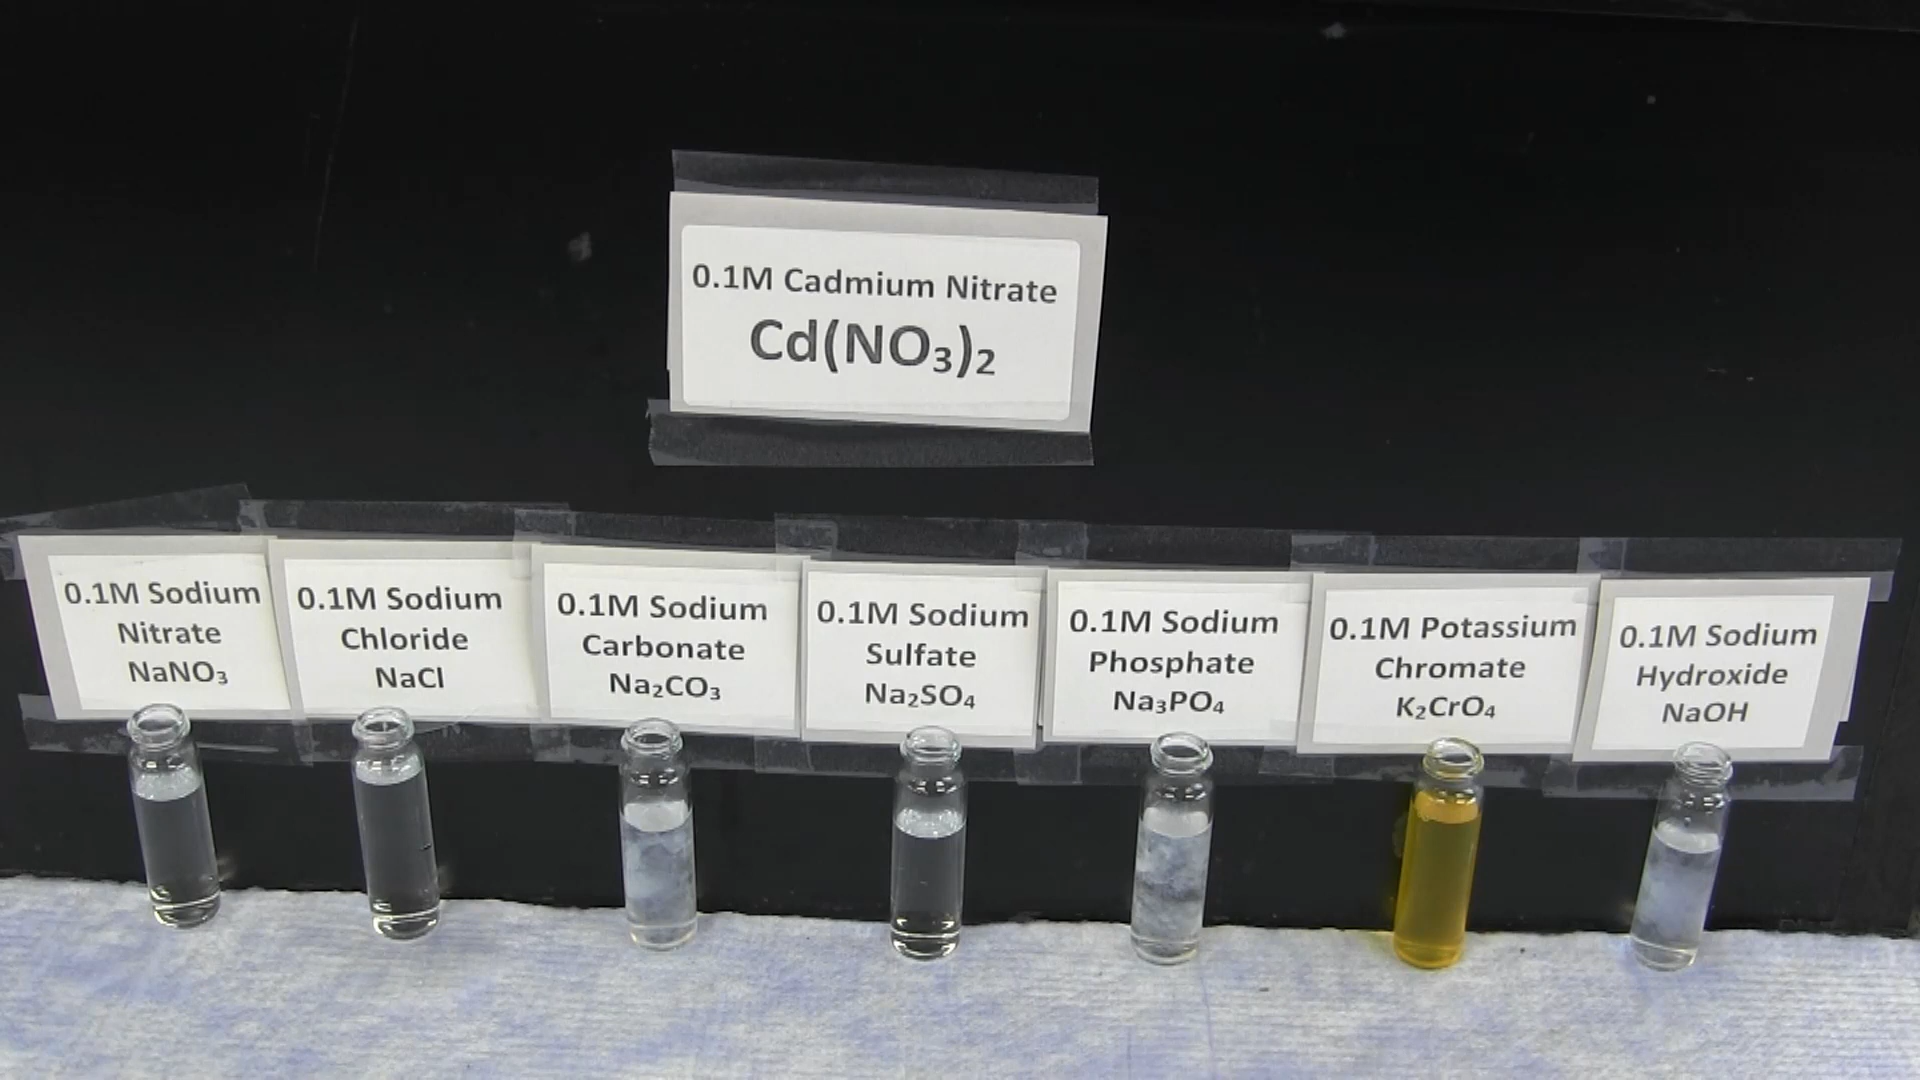 0.1M Cadmium Nitrate
Cd(NO₃)₂
0.1M Sodium
Nitrate
NaNO₃
0.1M Sodium
Chloride
NaCl
0.1M Sodium
Carbonate
Na₂CO₃
0.1M Sodium
Sulfate
Na₂SO₄
0.1M Sodium
Phosphate
Na₃PO₄
0.1M Potassium
Chromate
K₂CrO₄
0.1M Sodium
Hydroxide
NaOH